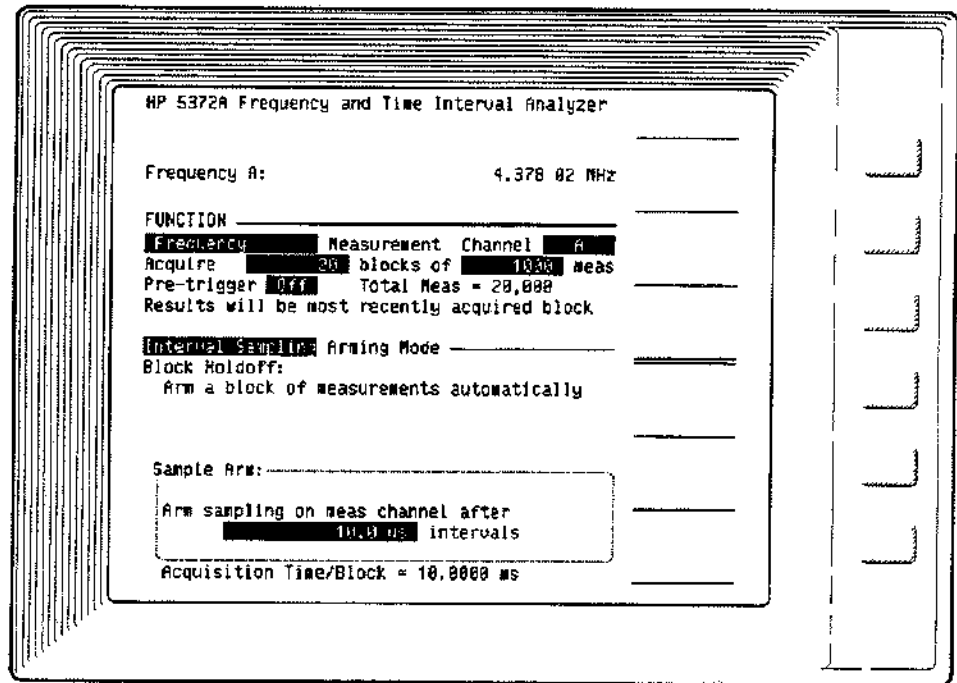 HP 5372A Frequency and Time Interval Analyzer
Frequency A: 4.378 02 MHz
FUNCTION
Frequency Measurement Channel A
Acquire 20 blocks of 1000 meas
Pre-trigger Off Total Meas = 20,000
Results will be most recently acquired block
Interval Sampling Arming Mode
Block Holdoff:
Arm a block of measurements automatically
Sample Arm:
Arm sampling on meas channel after
10.0 us intervals
Acquisition Time/Block = 10.0000 ms